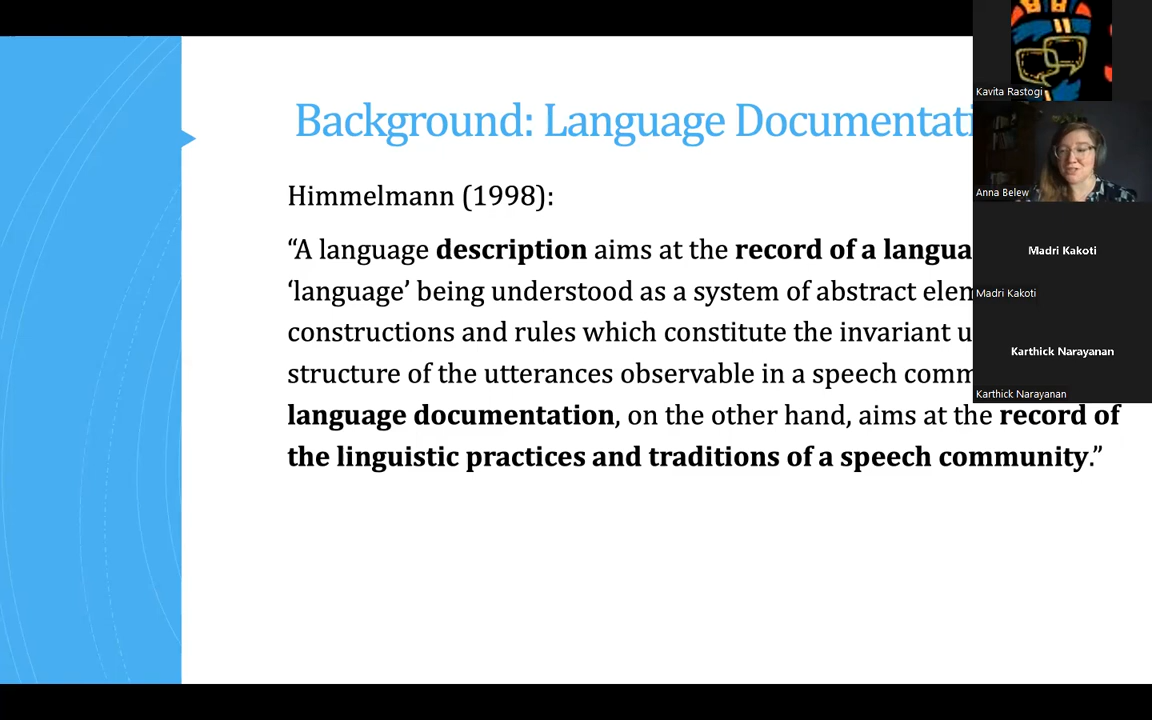 Background: Language Documentati
Himmelmann (1998):
“A language description aims at the record of a langua
‘language’ being understood as a system of abstract elem
constructions and rules which constitute the invariant u
structure of the utterances observable in a speech comm
language documentation, on the other hand, aims at the record of
the linguistic practices and traditions of a speech community.”
Kavita Rastogi
Anna Belew
Madri Kakoti
Madri Kakoti
Karthick Narayanan
Karthick Narayanan